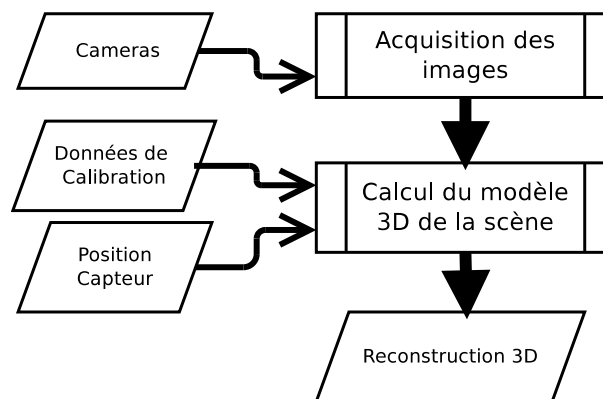 Cameras
Acquisition des
images
Données de
Calibration
Calcul du modèle
3D de la scène
Position
Capteur
Reconstruction 3D